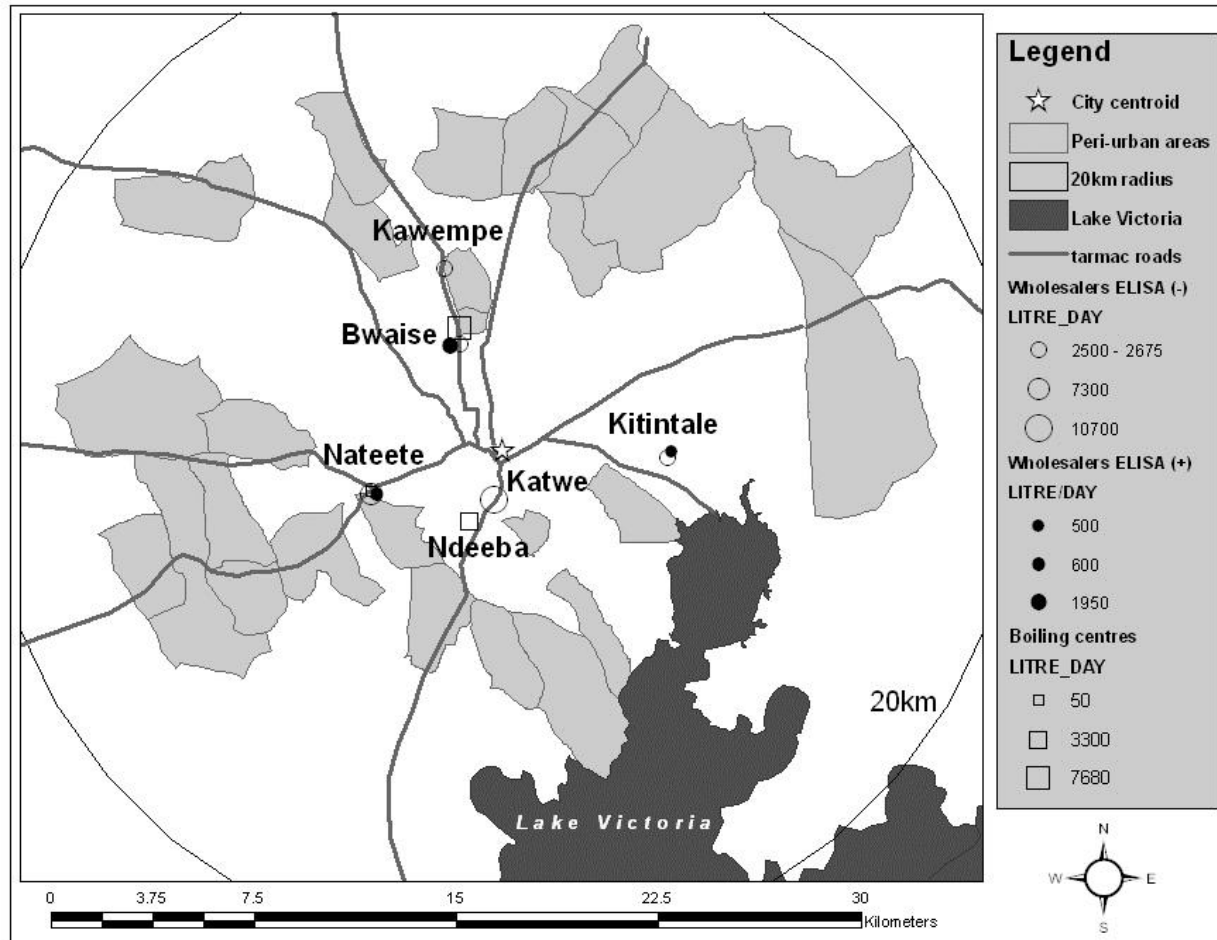 Kawempe
Bwaise
Kitintale
Nateete
Katwe
Ndeeba
20km
Lake Victoria
0 3.75 7.5 15 22.5 30
Kilometers
Legend
City centroid
Peri-urban areas
20km radius
Lake Victoria
tarmac roads
Wholesalers ELISA (-)
LITRE_DAY
2500 - 2675
7300
10700
Wholesalers ELISA (+)
LITRE/DAY
500
600
1950
Boiling centres
LITRE_DAY
50
3300
7680
N
W E
S